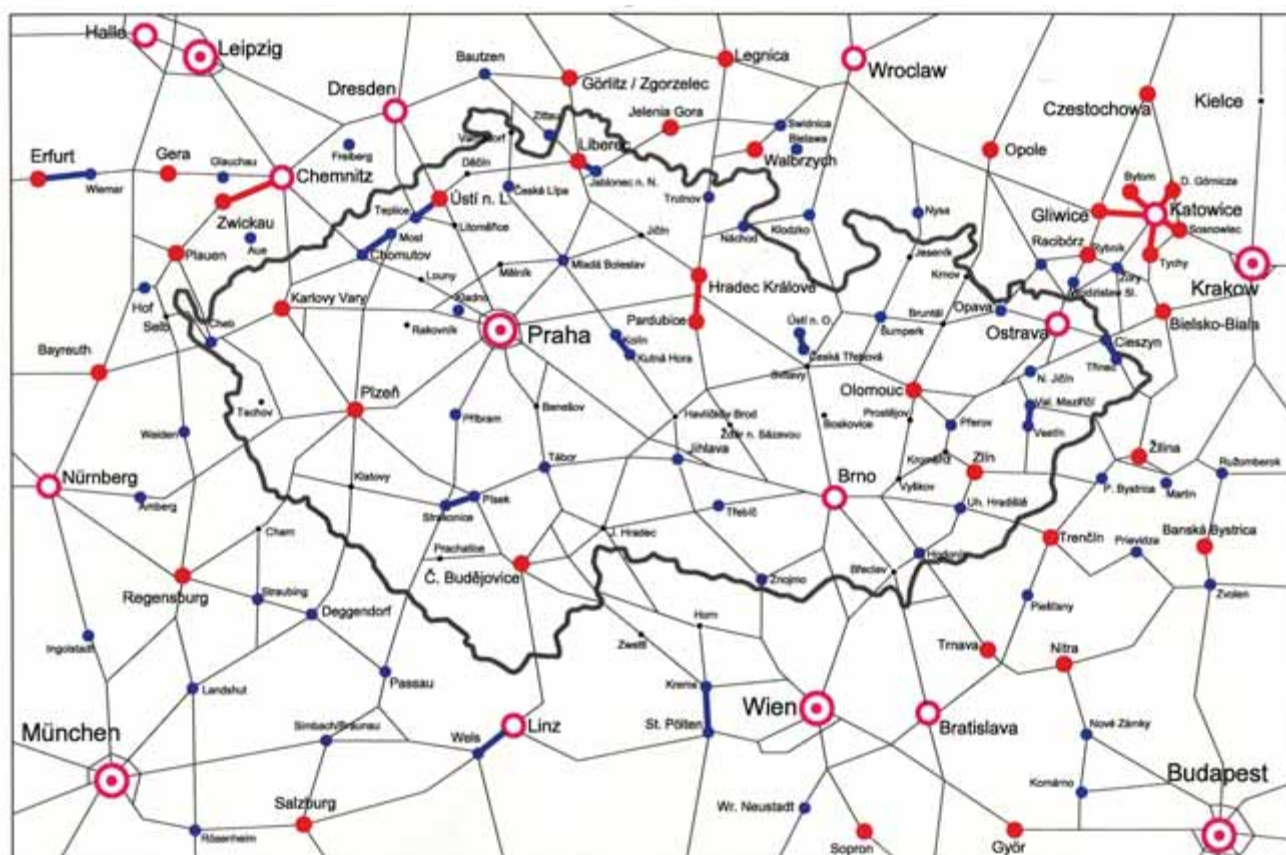 Halle
Leipzig
Bautzen
Legnica
Görlitz / Zgorzelec
Wroclaw
Dresden
Jelenia Gora
Czestochowa
Kielce
Zittau
Swidnica
Bielawa
Erfurt
Gera
Glauchau
Freiberg
Děčín
Liberec
Walbrzych
Opole
Wiemar
Chemnitz
Ústí n. L.
Česká Lípa
Jablonec n. N.
Bytom
D. Górnicza
Zwickau
Teplice
Trutnov
Gliwice
Katowice
Aue
Most
Litoměřice
Jičín
Náchod
Klodzko
Nysa
Sosnowiec
Plauen
Chomutov
Racibórz
Rybnik
Tychy
Louny
Mělník
Mladá Boleslav
Jeseník
Krnov
Żory
Wodzislaw Sl.
Krakow
Hof
Karlovy Vary
Kladno
Hradec Králové
Selb
Cheb
Rakovník
Praha
Pardubice
Ústí n. O.
Šumperk
Bruntál
Opava
Ostrava
Bielsko-Biala
Kolín
Kutná Hora
Česká Třebová
Cieszyn
Bayreuth
Svitavy
Třinec
Plzeň
Tachov
Olomouc
N. Jičín
Benešov
Příbram
Havlíčkův Brod
Boskovice
Prostějov
Val. Meziříčí
Weiden
Žďár n. Sázavou
Přerov
Vsetín
Jihlava
Kroměříž
Zlín
Žilina
Nürnberg
Klatovy
Tábor
Ružomberok
Amberg
Písek
Strakonice
Třebíč
Brno
Vyškov
P. Bystrica
Martin
Uh. Hradiště
Cham
J. Hradec
Trenčín
Prievidza
Banská Bystrica
Prachatice
Č. Budějovice
Hodonín
Břeclav
Regensburg
Straubing
Znojmo
Zvolen
Deggendorf
Piešťany
Horn
Ingolstadt
Zwettl
Trnava
Nitra
Landshut
Passau
Krems
Wien
München
Simbach/Braunau
Linz
St. Pölten
Bratislava
Nové Zámky
Wels
Budapest
Komárno
Salzburg
Wr. Neustadt
Rösenheim
Sopron
Györ